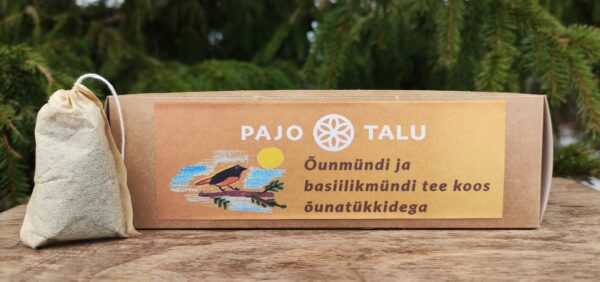 PAJO TALU
Õunmündi ja
basiilikmündi tee koos
õunatükkidega